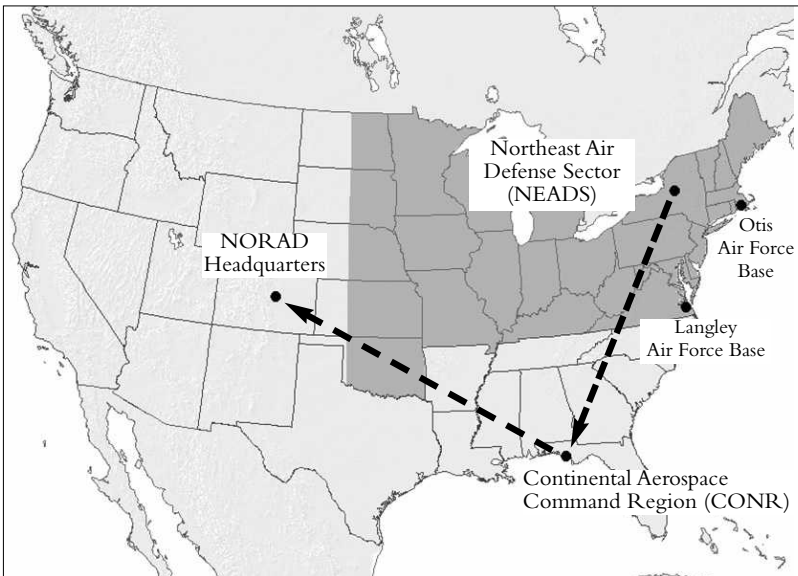 Northeast Air
Defense Sector
(NEADS)
NORAD
Headquarters
Otis
Air Force
Base
Langley
Air Force Base
Continental Aerospace
Command Region (CONR)